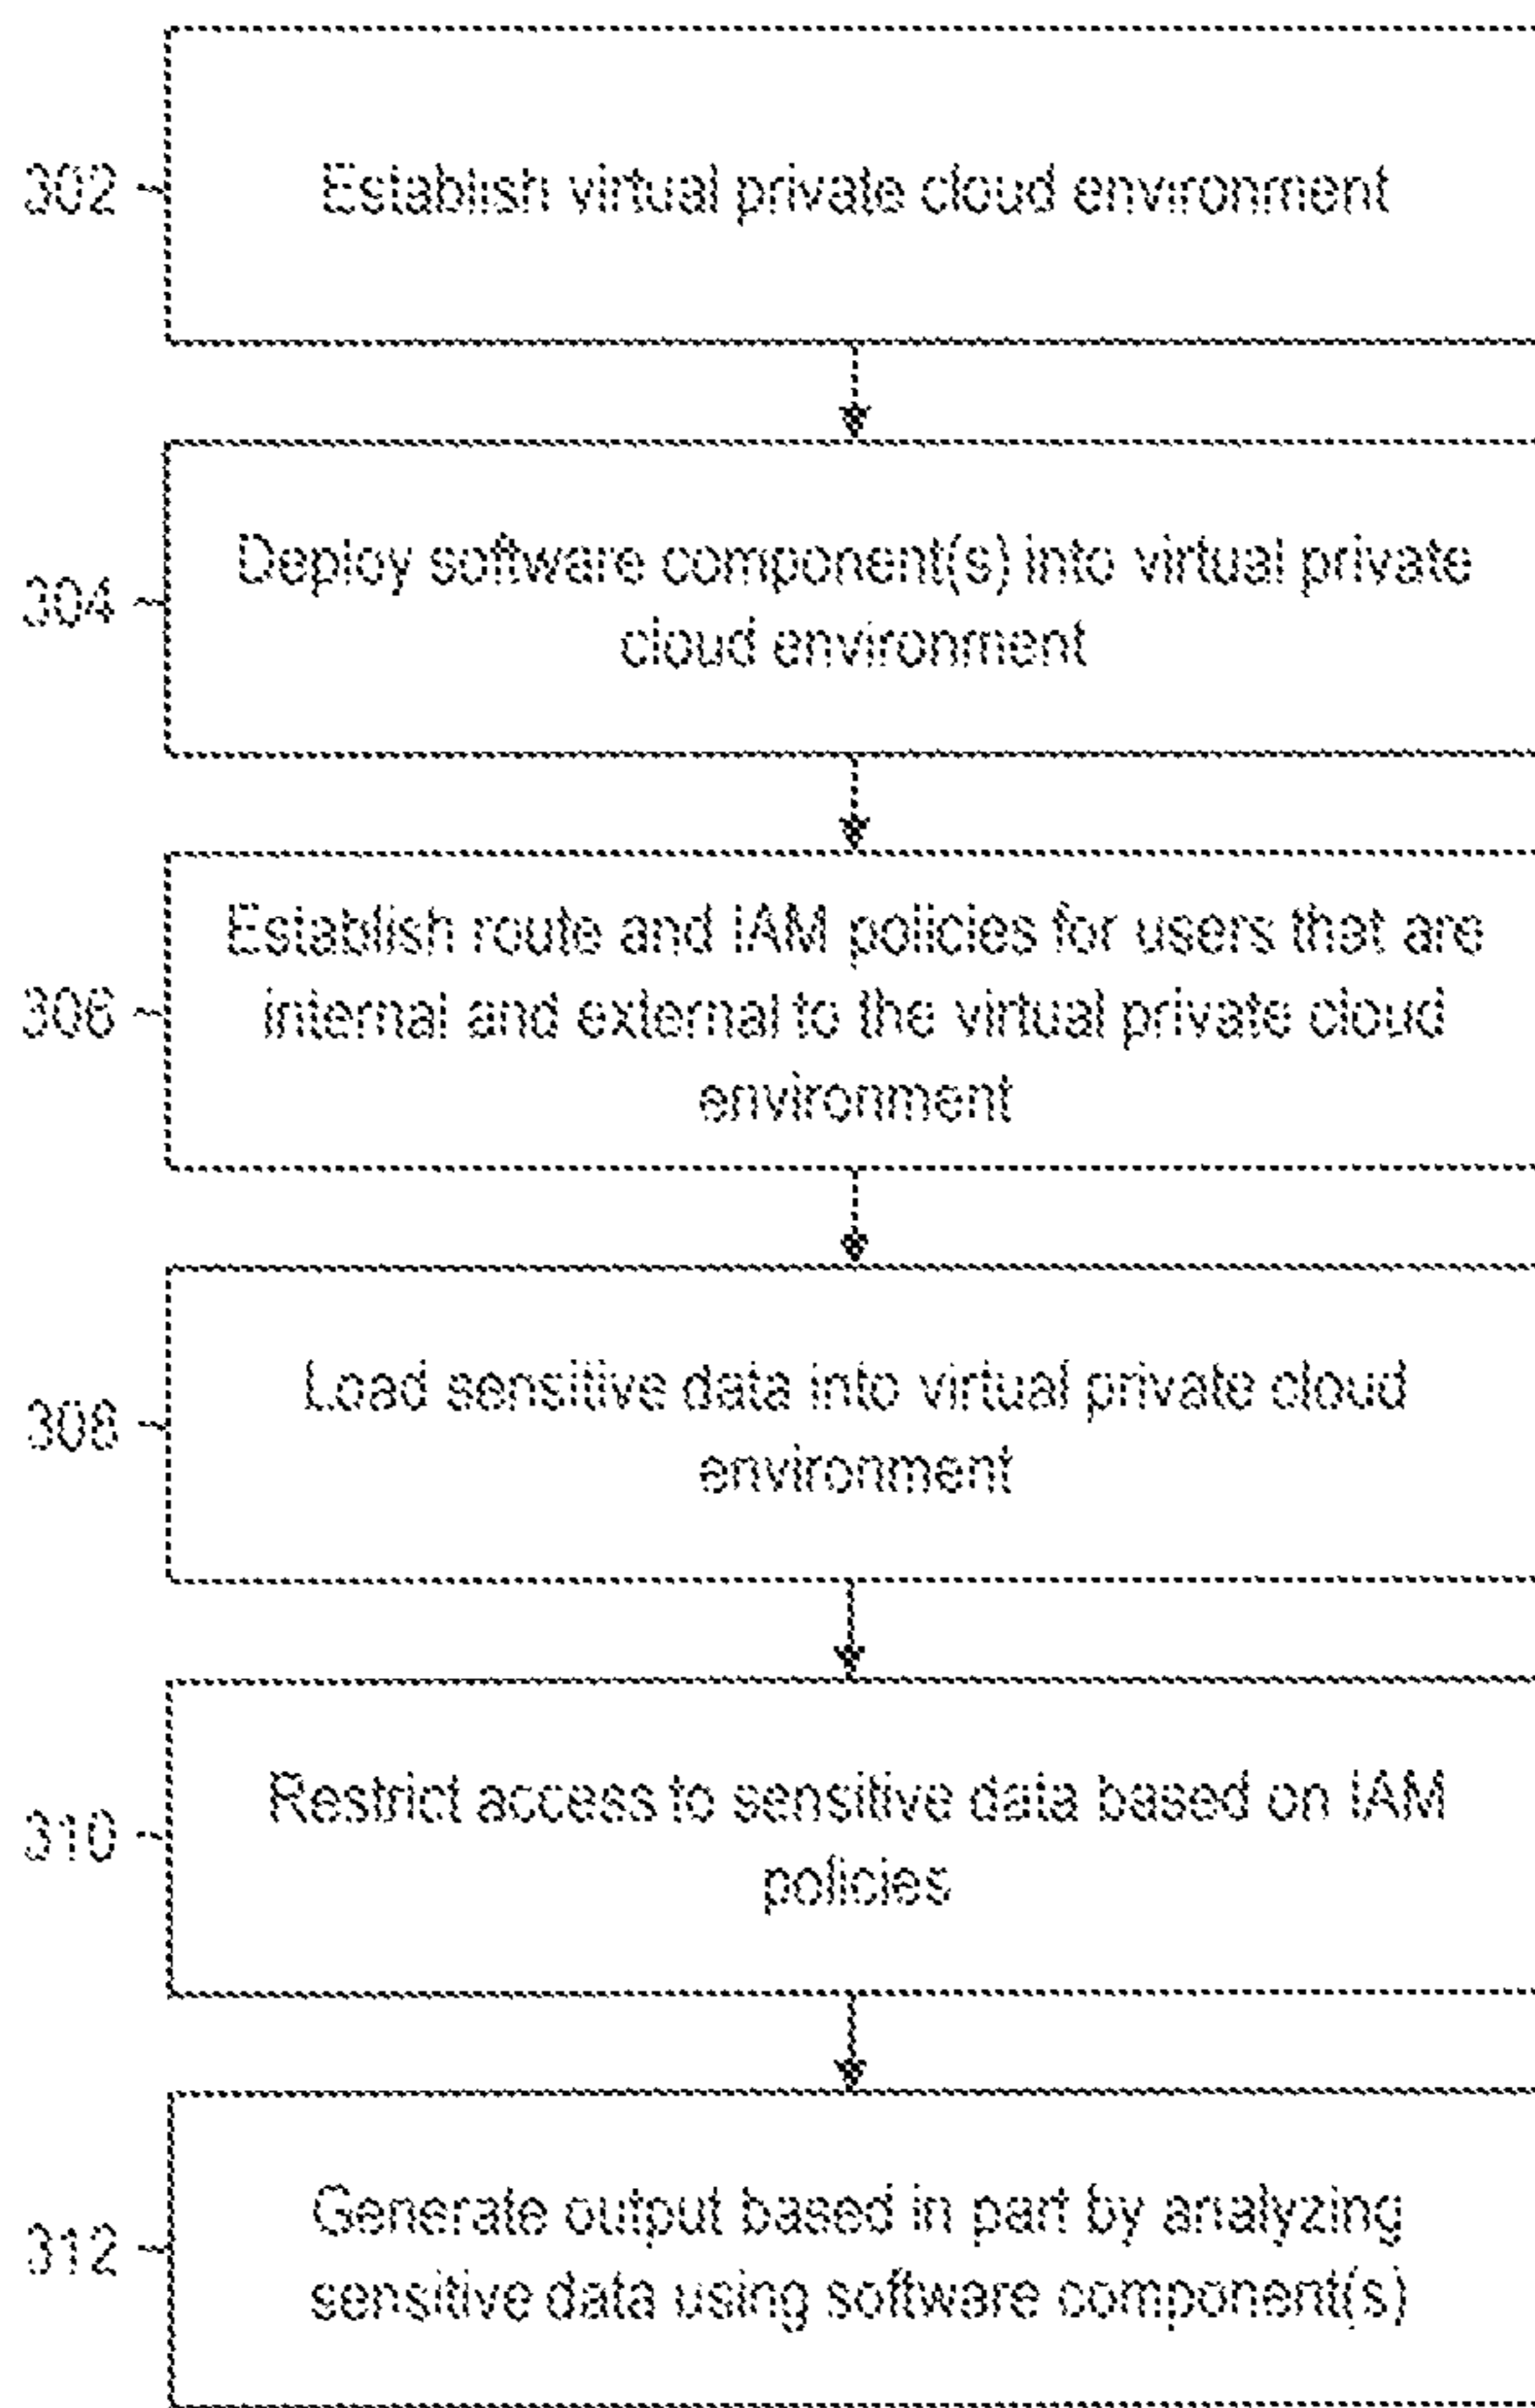 302
Establish virtual private cloud environment
304
Deploy software component(s) into virtual private
cloud environment
306
Establish route and IAM policies for users that are
internal and external to the virtual private cloud
environment
308
Load sensitive data into virtual private cloud
environment
310
Restrict access to sensitive data based on IAM
policies
312
Generate output based in part by analyzing
sensitive data using software component(s)